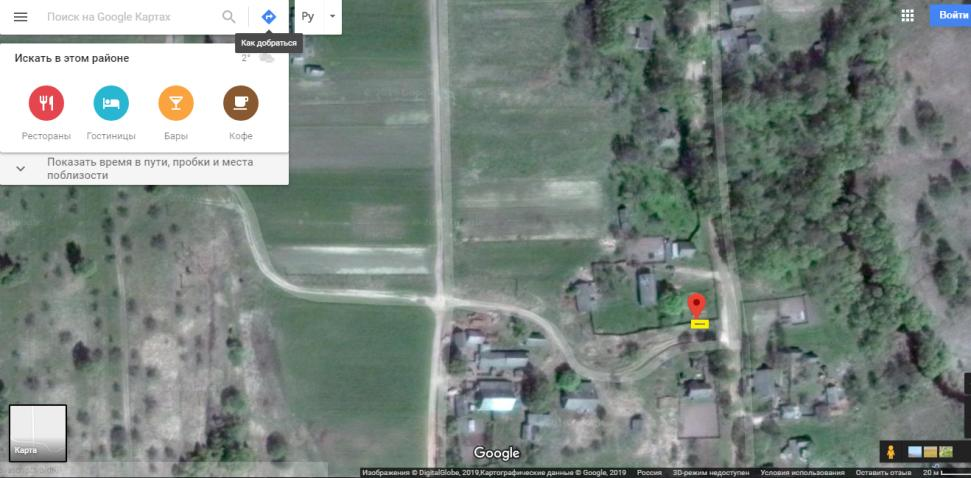 Поиск на Google Картах
Ру
Войти
Как добраться
Искать в этом районе
2°
Рестораны
Гостиницы
Бары
Кофе
Показать время в пути, пробки и места
поблизости
Карта
Google
Изображения © DigitalGlobe, 2019,Картографические данные © Google, 2019 Россия 3D-режим недоступен Условия использования Оставить отзыв 20 м